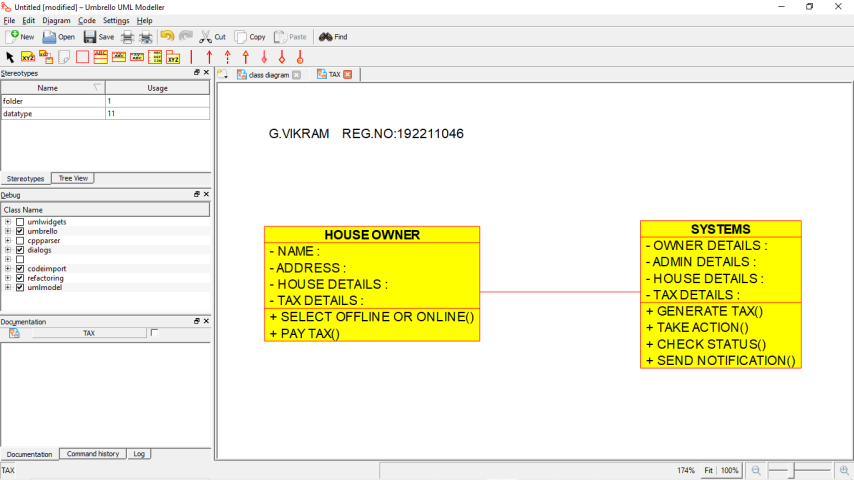 Untitled [modified] – Umbrello UML Modeller
File Edit Diagram Code Settings Help
New Open Save Cut Copy Paste Find
Stereotypes
Name Usage
folder 1
datatype 11
Stereotypes Tree View
Debug
Class Name
umlwidgets
umbrello
cppparser
dialogs
codeimport
refactoring
umlmodel
Documentation
TAX
Documentation Command history Log
class diagram TAX
G.VIKRAM REG.NO:192211046
HOUSE OWNER
- NAME :
- ADDRESS :
- HOUSE DETAILS :
- TAX DETAILS :
+ SELECT OFFLINE OR ONLINE()
+ PAY TAX()
SYSTEMS
- OWNER DETAILS :
- ADMIN DETAILS :
- HOUSE DETAILS :
- TAX DETAILS :
+ GENERATE TAX()
+ TAKE ACTION()
+ CHECK STATUS()
+ SEND NOTIFICATION()
TAX 174% Fit 100%